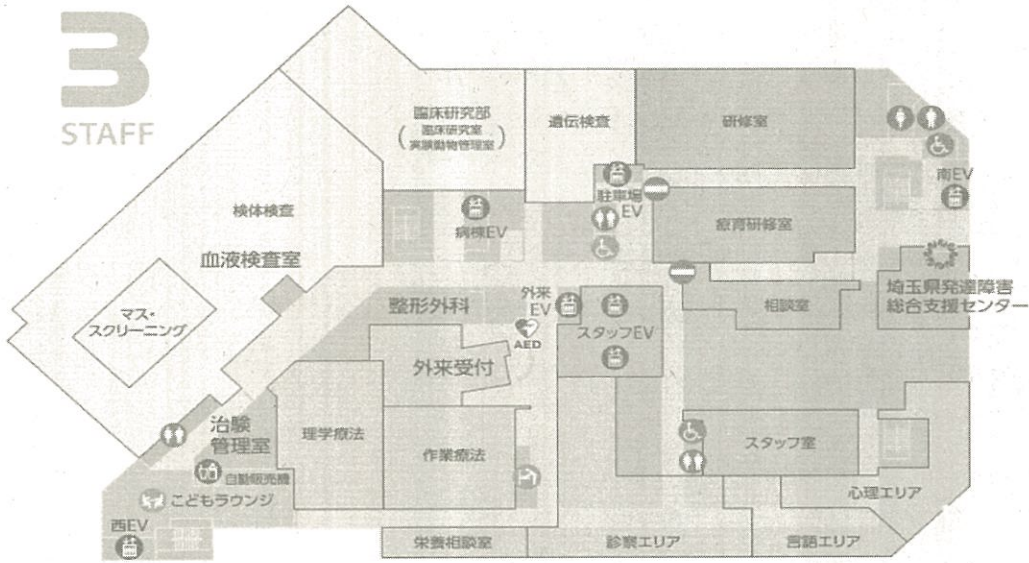 3
STAFF
臨床研究部
(臨床研究室
実験動物管理室)
遺伝検査
研修室
南EV
検体検査
病棟EV
駐車場
EV
療育研修室
血液検査室
外来
EV
相談室
埼玉県発達障害
総合支援センター
マス・
スクリーニング
整形外科
AED
スタッフEV
外来受付
治験
管理室
理学療法
作業療法
スタッフ室
自動販売機
こどもラウンジ
心理エリア
西EV
栄養相談室
診察エリア
言語エリア